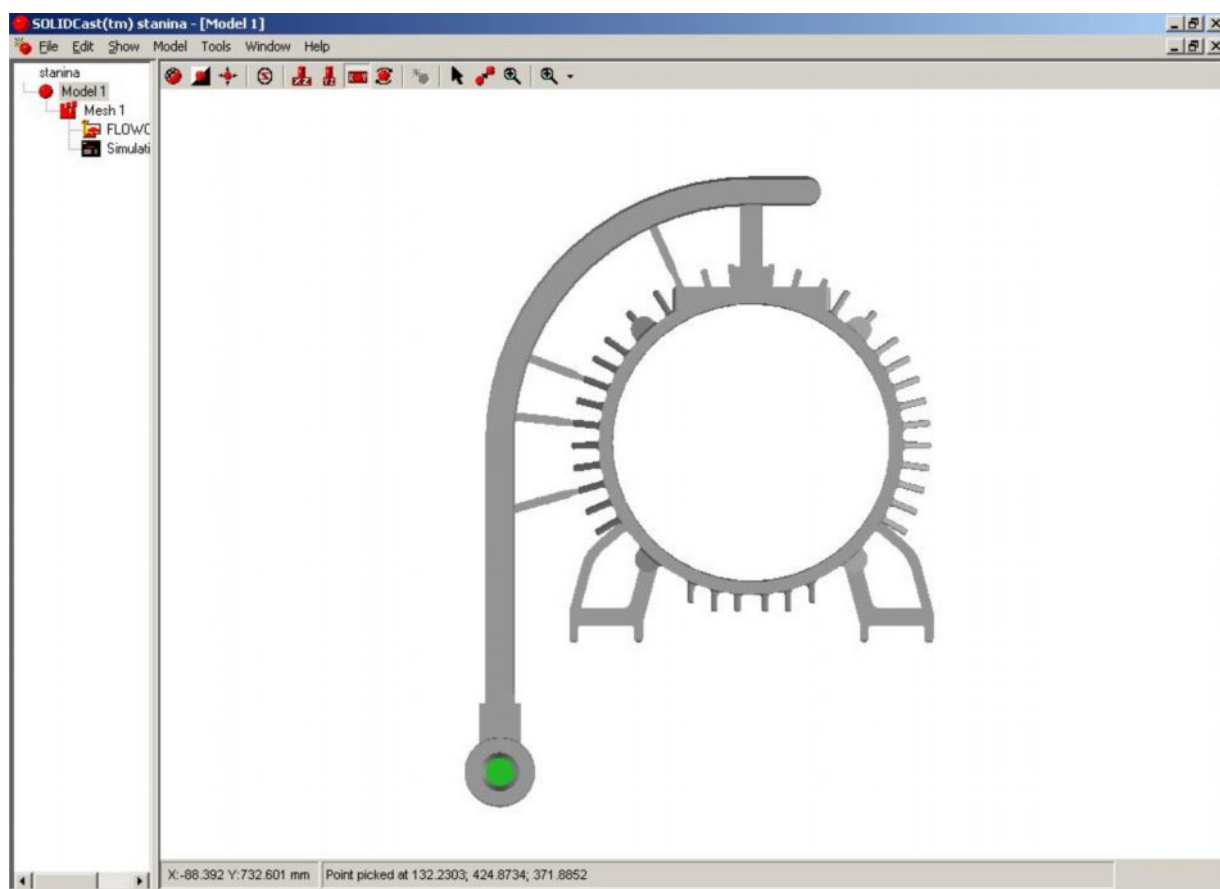 SOLIDCast(tm) stanina - [Model 1]
File Edit Show Model Tools Window Help
stanina
Model 1
Mesh 1
FLOWC
Simulati
X:-88.392 Y:732.601 mm Point picked at 132.2303; 424.8734; 371.8852